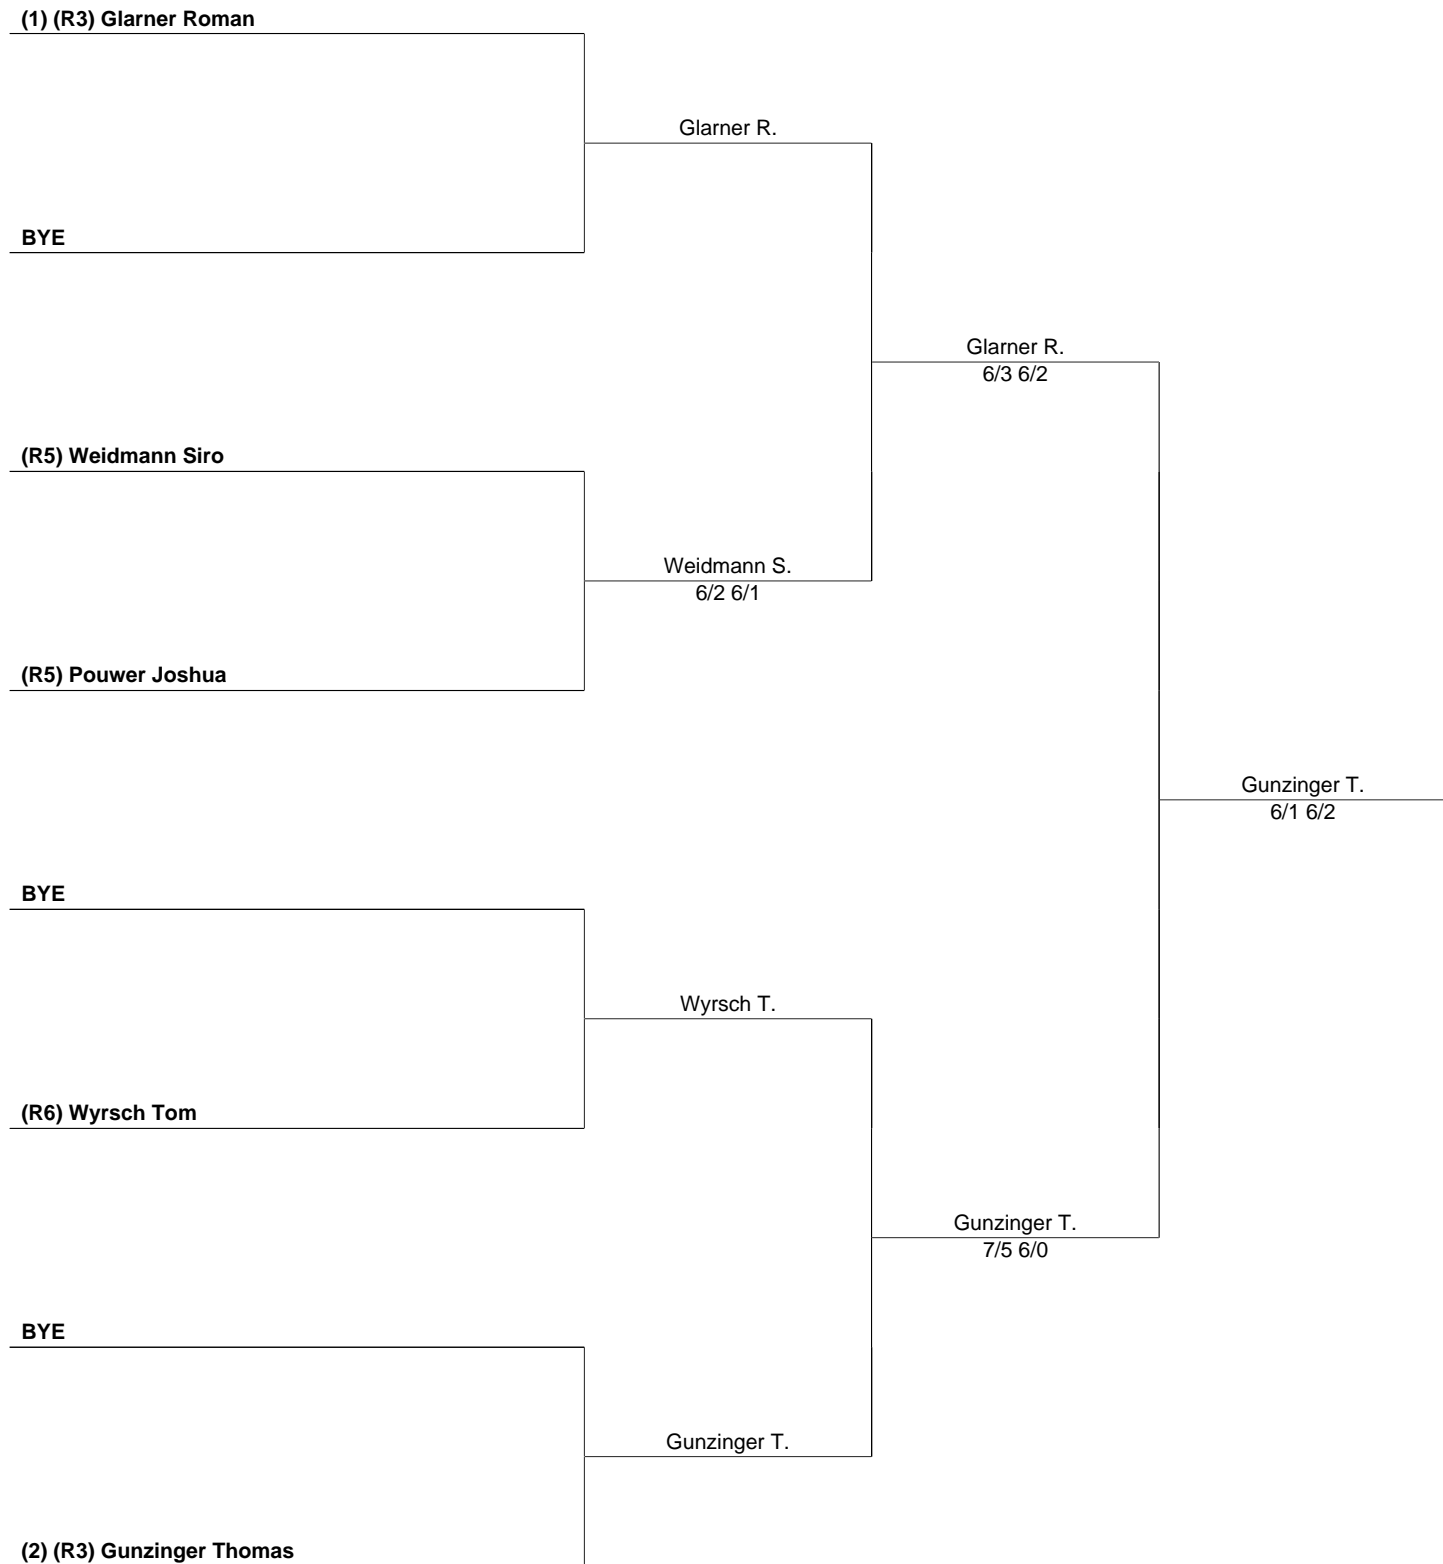 (1) (R3) Glarner Roman
Glarner R.
BYE
Glarner R.
6/3 6/2
(R5) Weidmann Siro
Weidmann S.
6/2 6/1
(R5) Pouwer Joshua
Gunzinger T.
6/1 6/2
BYE
Wyrsch T.
(R6) Wyrsch Tom
Gunzinger T.
7/5 6/0
BYE
Gunzinger T.
(2) (R3) Gunzinger Thomas